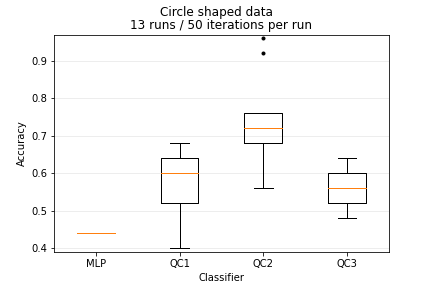 Circle shaped data
13 runs / 50 iterations per run
0.9
0.8
0.7
0.6
0.5
0.4
Accuracy
MLP QC1 QC2 QC3
Classifier